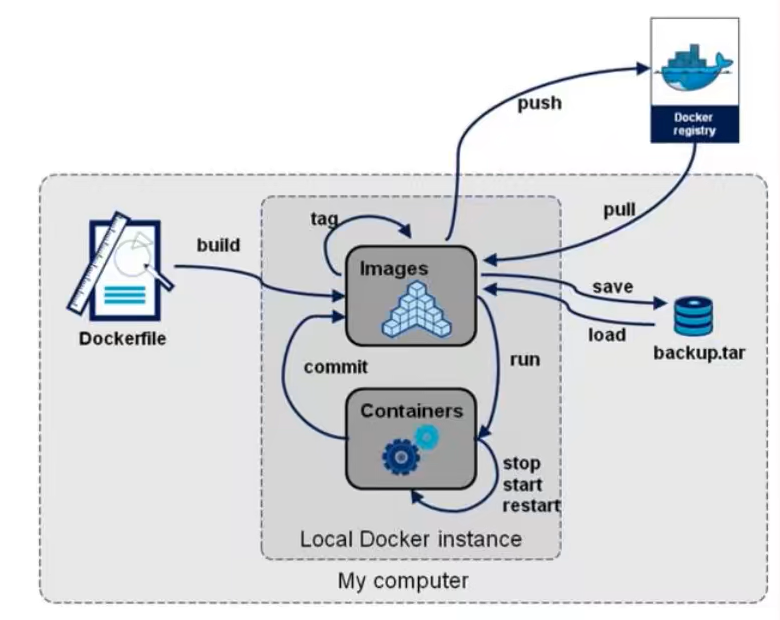 push
Docker
registry
pull
tag
build
Images
save
load
Dockerfile
backup.tar
commit
run
Containers
stop
start
restart
Local Docker instance
My computer